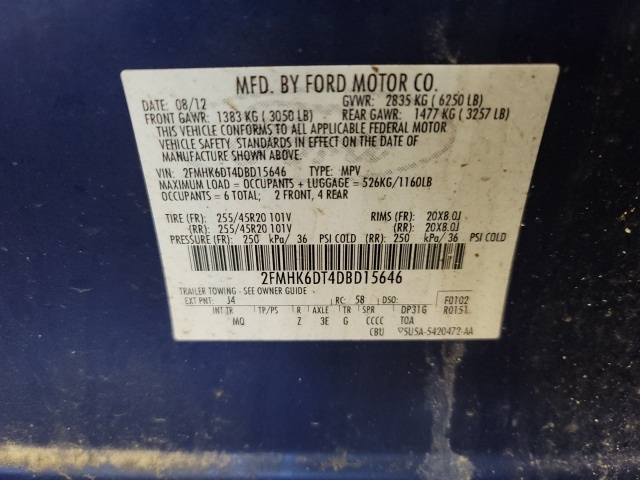 MFD. BY FORD MOTOR CO.
DATE: 08/12 GVWR: 2835 KG ( 6250 LB)
FRONT GAWR: 1383 KG ( 3050 LB) REAR GAWR: 1477 KG ( 3257 LB)
THIS VEHICLE CONFORMS TO ALL APPLICABLE FEDERAL MOTOR
VEHICLE SAFETY STANDARDS IN EFFECT ON THE DATE OF
MANUFACTURE SHOWN ABOVE.
VIN: 2FMHK6DT4DBD15646 TYPE: MPV
MAXIMUM LOAD = OCCUPANTS + LUGGAGE = 526KG/1160LB
OCCUPANTS = 6 TOTAL; 2 FRONT, 4 REAR
TIRE (FR): 255/45R20 101V RIMS (FR): 20X8.0J
(RR): 255/45R20 101V (RR): 20X8.0J
PRESSURE (FR): 250 kPa/ 36 PSI COLD (RR): 250 kPa/ 36 PSI COLD
2FMHK6DT4DBD15646
TRAILER TOWING - SEE OWNER GUIDE
EXT PNT: J4 RC: 58 DSO: F0102
INT TR TP/PS R AXLE TR SPR DP31G R0151
MQ Z 3E G CCCC TOA
CBU 5U5A-5420472-AA